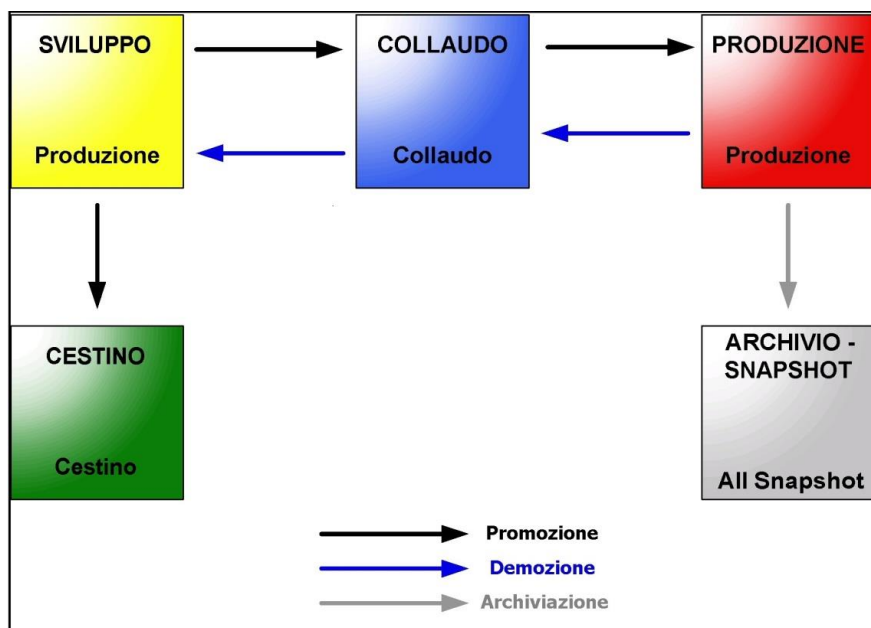 SVILUPPO
COLLAUDO
PRODUZIONE
Produzione
Collaudo
Produzione
CESTINO
ARCHIVIO -
SNAPSHOT
Cestino
All Snapshot
Promozione
Demozione
Archiviazione